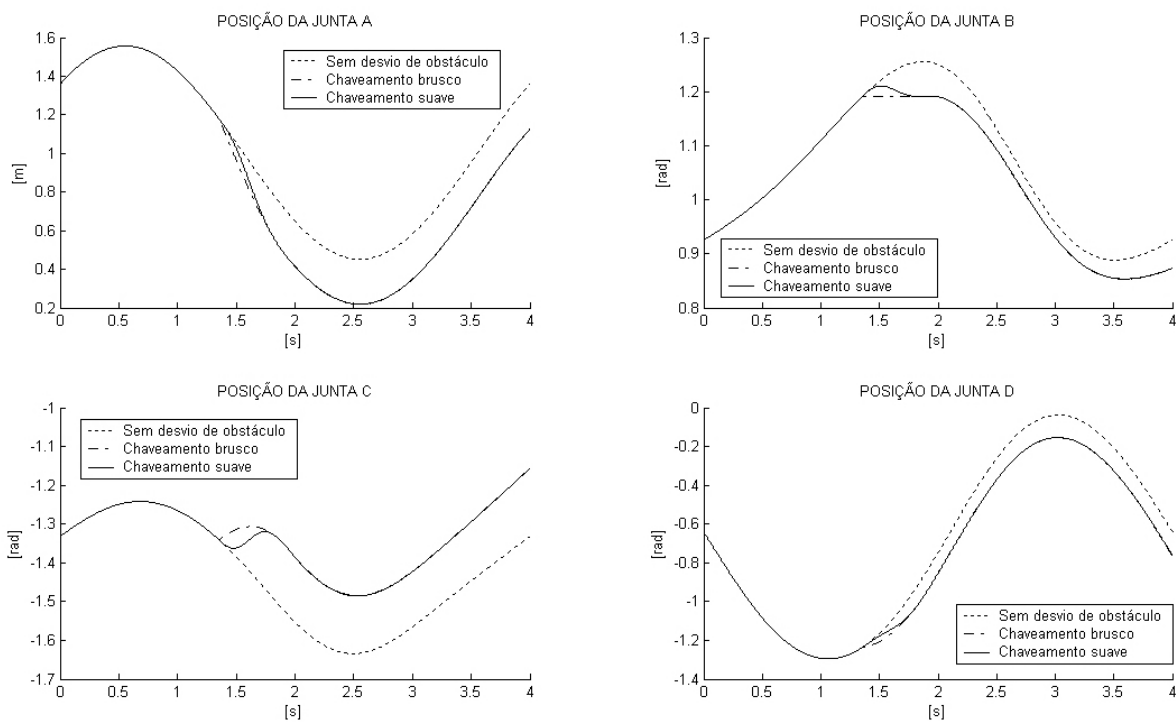 POSIÇÃO DA JUNTA A
1.6
1.4
1.2
1
0.8
0.6
0.4
0.2
[m]
Sem desvio de obstáculo
Chaveamento brusco
Chaveamento suave
0 0.5 1 1.5 2 2.5 3 3.5 4
[s]
POSIÇÃO DA JUNTA B
1.3
1.2
1.1
1
0.9
0.8
[rad]
Sem desvio de obstáculo
Chaveamento brusco
Chaveamento suave
0 0.5 1 1.5 2 2.5 3 3.5 4
[s]
POSIÇÃO DA JUNTA C
-1
-1.1
-1.2
-1.3
-1.4
-1.5
-1.6
-1.7
[rad]
Sem desvio de obstáculo
Chaveamento brusco
Chaveamento suave
0 0.5 1 1.5 2 2.5 3 3.5 4
[s]
POSIÇÃO DA JUNTA D
0
-0.2
-0.4
-0.6
-0.8
-1
-1.2
-1.4
[rad]
Sem desvio de obstáculo
Chaveamento brusco
Chaveamento suave
0 0.5 1 1.5 2 2.5 3 3.5 4
[s]